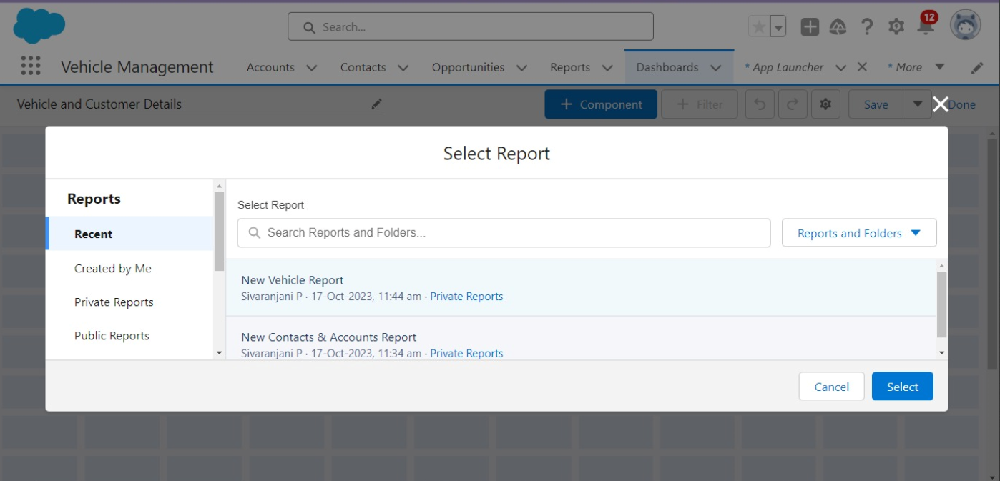 Search...
12
Vehicle Management
Accounts
Contacts
Opportunities
Reports
Dashboards
* App Launcher
* More
Vehicle and Customer Details
+ Component
+ Filter
Save
Done
Select Report
Reports
Recent
Created by Me
Private Reports
Public Reports
Select Report
Search Reports and Folders...
Reports and Folders
New Vehicle Report
Sivaranjani P · 17-Oct-2023, 11:44 am · Private Reports
New Contacts & Accounts Report
Sivaranjani P · 17-Oct-2023, 11:34 am · Private Reports
Cancel
Select